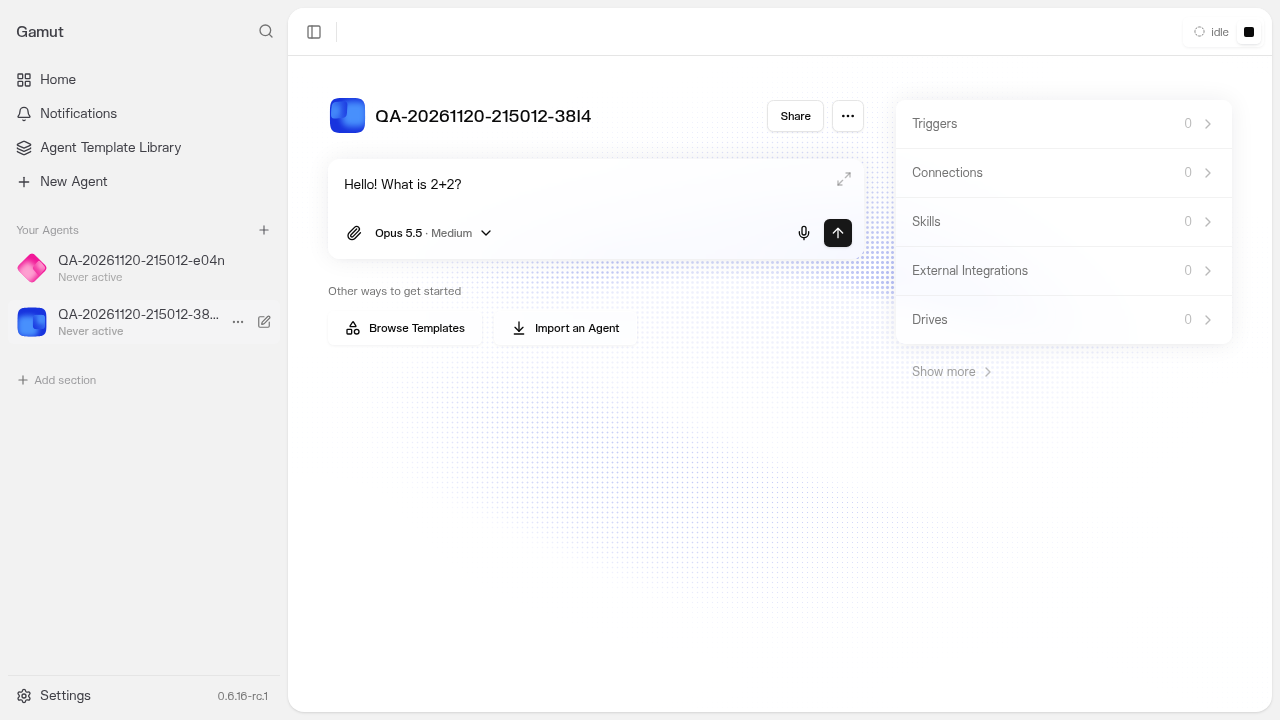 Gamut
Home
Notifications
Agent Template Library
New Agent
Your Agents
QA-20261120-215012-e04n
Never active
QA-20261120-215012-38...
Never active
Add section
Settings
0.6.16-rc.1
idle
QA-20261120-215012-38l4
Share
Hello! What is 2+2?
Opus 5.5 · Medium
Other ways to get started
Browse Templates
Import an Agent
Triggers 0
Connections 0
Skills 0
External Integrations 0
Drives 0
Show more